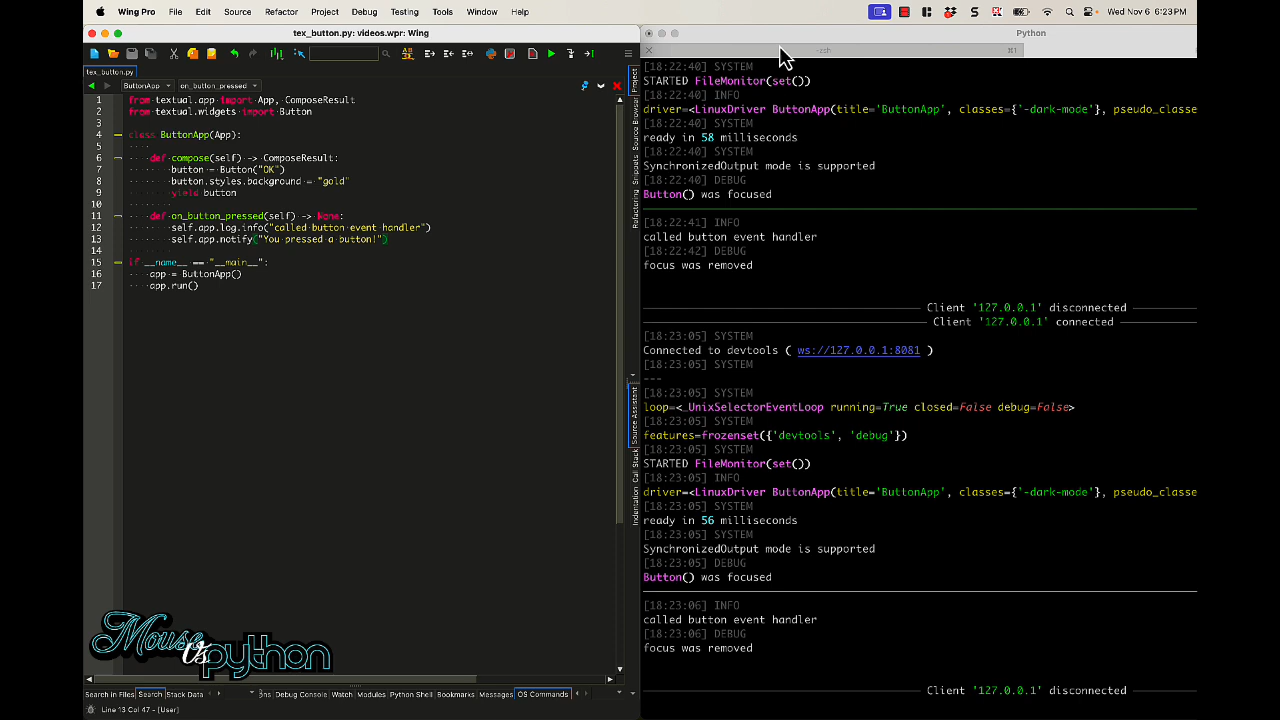 Wing Pro File Edit Source Refactor Project Debug Testing Tools Window Help Wed Nov 6 6:23 PM
tex_button.py: videos.wpr: Wing
tex_button.py
ButtonApp on_button_pressed
1 from textual.app import App, ComposeResult
2 from textual.widgets import Button
3
4 class ButtonApp(App):
5
6 def compose(self) -> ComposeResult:
7 button = Button("OK")
8 button.styles.background = "gold"
9 yield button
10
11 def on_button_pressed(self) -> None:
12 self.app.log.info("called button event handler")
13 self.app.notify("You pressed a button!")
14
15 if __name__ == "__main__":
16 app = ButtonApp()
17 app.run()
Project
Source Browser
Snippets
Refactoring
Source Assistant
Call Stack
Indentation
Mouse
Vs
python
Search in Files Search Stack Data Debug Console Watch Modules Python Shell Bookmarks Messages OS Commands
Line 13 Col 47 - [User]
Python
-zsh ⌘1
[18:22:40] SYSTEM
STARTED FileMonitor(set())
[18:22:40] INFO
driver=<LinuxDriver ButtonApp(title='ButtonApp', classes={'-dark-mode'}, pseudo_classe
[18:22:40] SYSTEM
ready in 58 milliseconds
[18:22:40] SYSTEM
SynchronizedOutput mode is supported
[18:22:40] DEBUG
Button() was focused
[18:22:41] INFO
called button event handler
[18:22:42] DEBUG
focus was removed
Client '127.0.0.1' disconnected
Client '127.0.0.1' connected
[18:23:05] SYSTEM
Connected to devtools ( ws://127.0.0.1:8081 )
[18:23:05] SYSTEM
---
[18:23:05] SYSTEM
loop=<_UnixSelectorEventLoop running=True closed=False debug=False>
[18:23:05] SYSTEM
features=frozenset({'devtools', 'debug'})
[18:23:05] SYSTEM
STARTED FileMonitor(set())
[18:23:05] INFO
driver=<LinuxDriver ButtonApp(title='ButtonApp', classes={'-dark-mode'}, pseudo_classe
[18:23:05] SYSTEM
ready in 56 milliseconds
[18:23:05] SYSTEM
SynchronizedOutput mode is supported
[18:23:05] DEBUG
Button() was focused
[18:23:06] INFO
called button event handler
[18:23:06] DEBUG
focus was removed
Client '127.0.0.1' disconnected